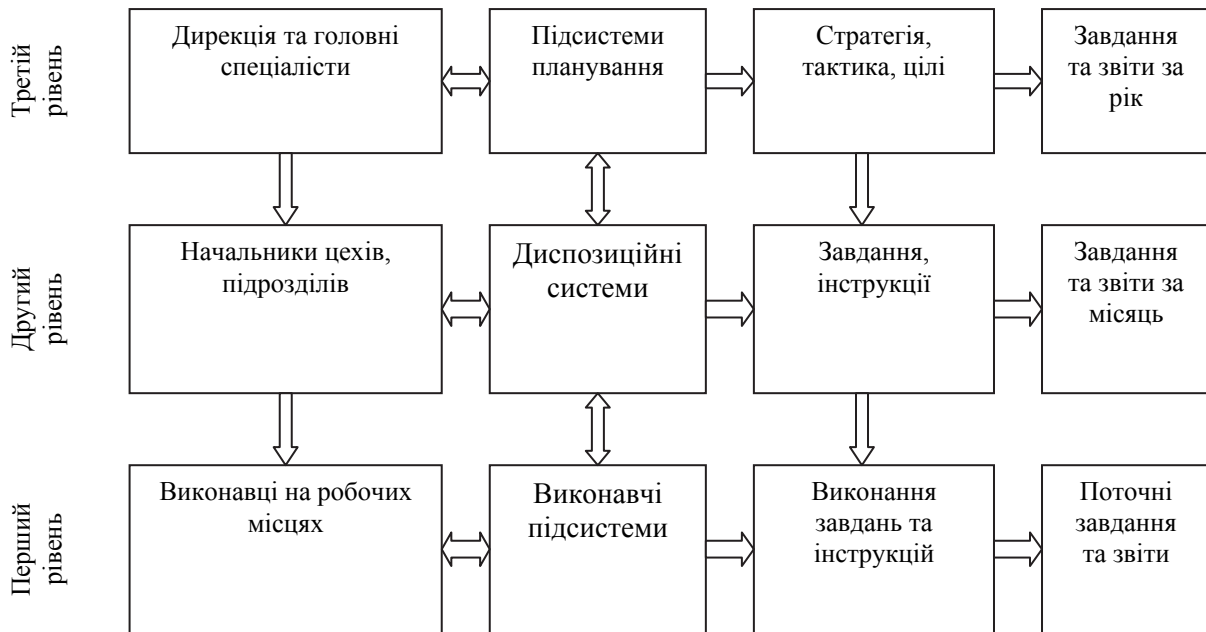 Третій
рівень
Дирекція та головні
спеціалісти
Підсистеми
планування
Стратегія,
тактика, цілі
Завдання
та звіти за
рік
Другий
рівень
Начальники цехів,
підрозділів
Диспозиційні
системи
Завдання,
інструкції
Завдання
та звіти за
місяць
Перший
рівень
Виконавці на робочих
місцях
Виконавчі
підсистеми
Виконання
завдань та
інструкцій
Поточні
завдання
та звіти